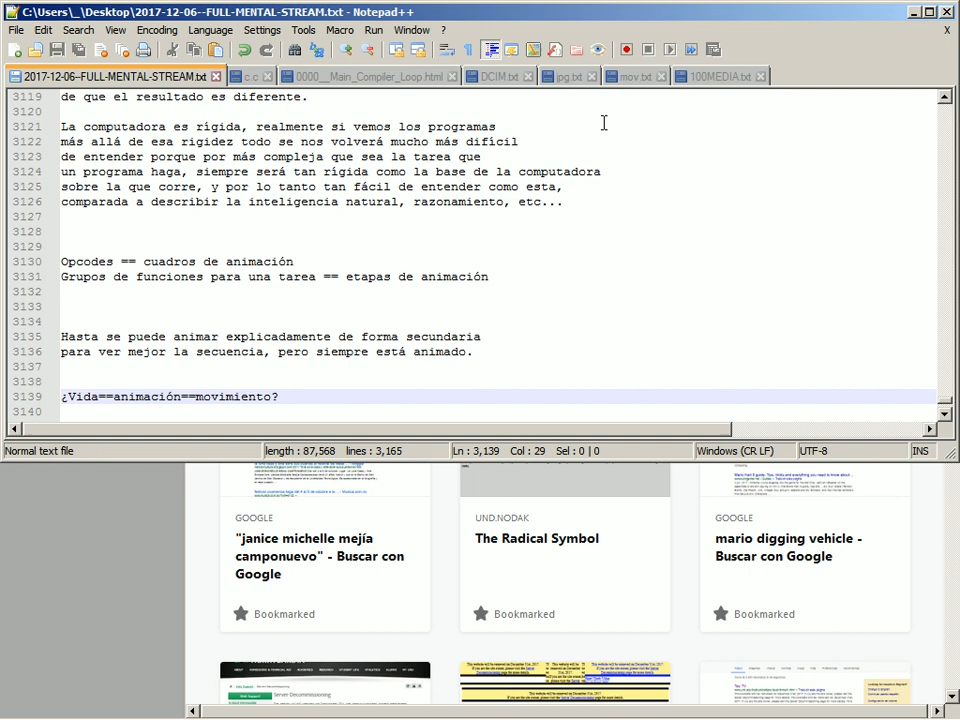 C:\Users\_\Desktop\2017-12-06--FULL-MENTAL-STREAM.txt - Notepad++
File Edit Search View Encoding Language Settings Tools Macro Run Window ? X
2017-12-06--FULL-MENTAL-STREAM.txt c.c 0000__Main_Compiler_Loop.html DCIM.txt jpg.txt mov.txt 100MEDIA.txt
3119 de que el resultado es diferente.
3120
3121 La computadora es rígida, realmente si vemos los programas
3122 más allá de esa rigidez todo se nos volverá mucho más difícil
3123 de entender porque por más compleja que sea la tarea que
3124 un programa haga, siempre será tan rígida como la base de la computadora
3125 sobre la que corre, y por lo tanto tan fácil de entender como esta,
3126 comparada a describir la inteligencia natural, razonamiento, etc...
3127
3128
3129
3130 Opcodes == cuadros de animación
3131 Grupos de funciones para una tarea == etapas de animación
3132
3133
3134
3135 Hasta se puede animar explicadamente de forma secundaria
3136 para ver mejor la secuencia, pero siempre está animado.
3137
3138
3139 ¿Vida==animación==movimiento?
3140
Normal text file length : 87,568 lines : 3,165 Ln : 3,139 Col : 29 Sel : 0 | 0 Windows (CR LF) UTF-8 INS
GOOGLE
"janice michelle mejía
camponuevo" - Buscar con
Google
Bookmarked
UND.NODAK
The Radical Symbol
Bookmarked
GOOGLE
mario digging vehicle -
Buscar con Google
Bookmarked
Server Decommissioning